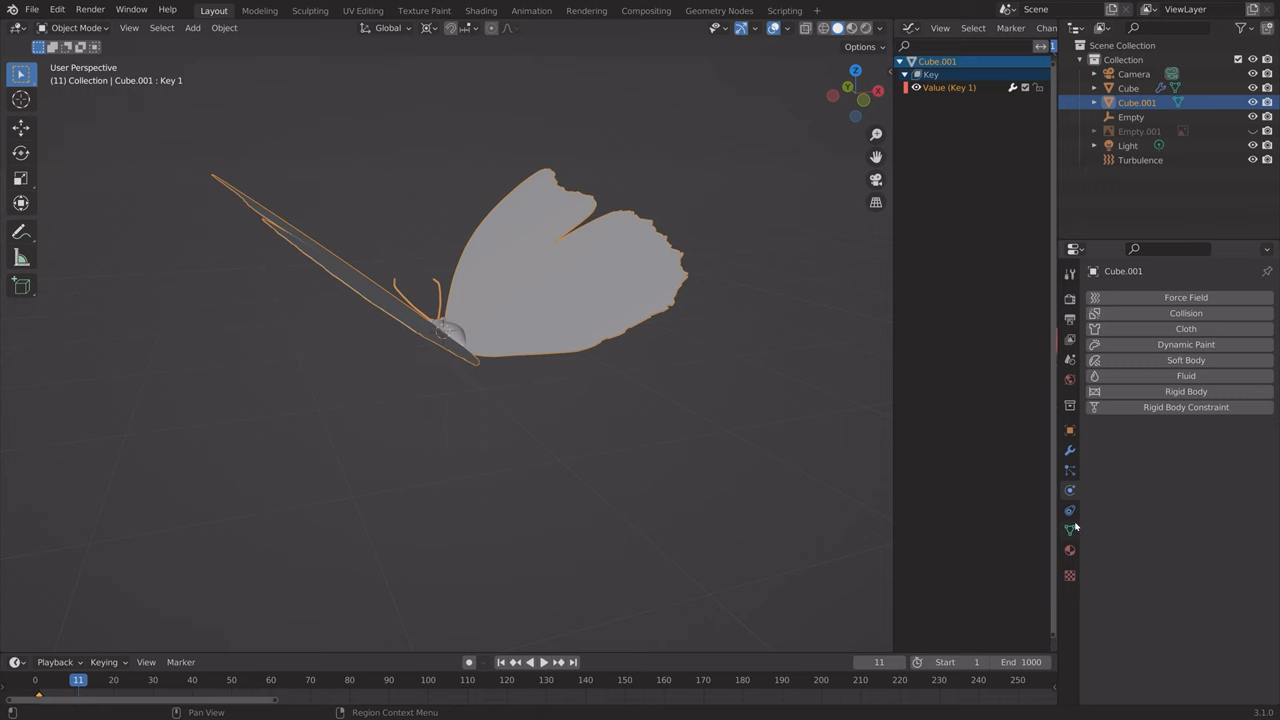 File Edit Render Window Help Layout Modeling Sculpting UV Editing Texture Paint Shading Animation Rendering Compositing Geometry Nodes Scripting + Scene ViewLayer
Object Mode View Select Add Object Global View Select Marker Chan
Options
User Perspective
(11) Collection | Cube.001 : Key 1
Z
Y
X
Cube.001
Key
Value (Key 1)
Scene Collection
Collection
Camera
Cube
Cube.001
Empty
Empty.001
Light
Turbulence
Cube.001
Force Field
Collision
Cloth
Dynamic Paint
Soft Body
Fluid
Rigid Body
Rigid Body Constraint
Playback Keying View Marker 11 Start 1 End 1000
0 11 20 30 40 50 60 70 80 90 100 110 120 130 140 150 160 170 180 190 200 210 220 230 240 250
Pan View Region Context Menu 3.1.0